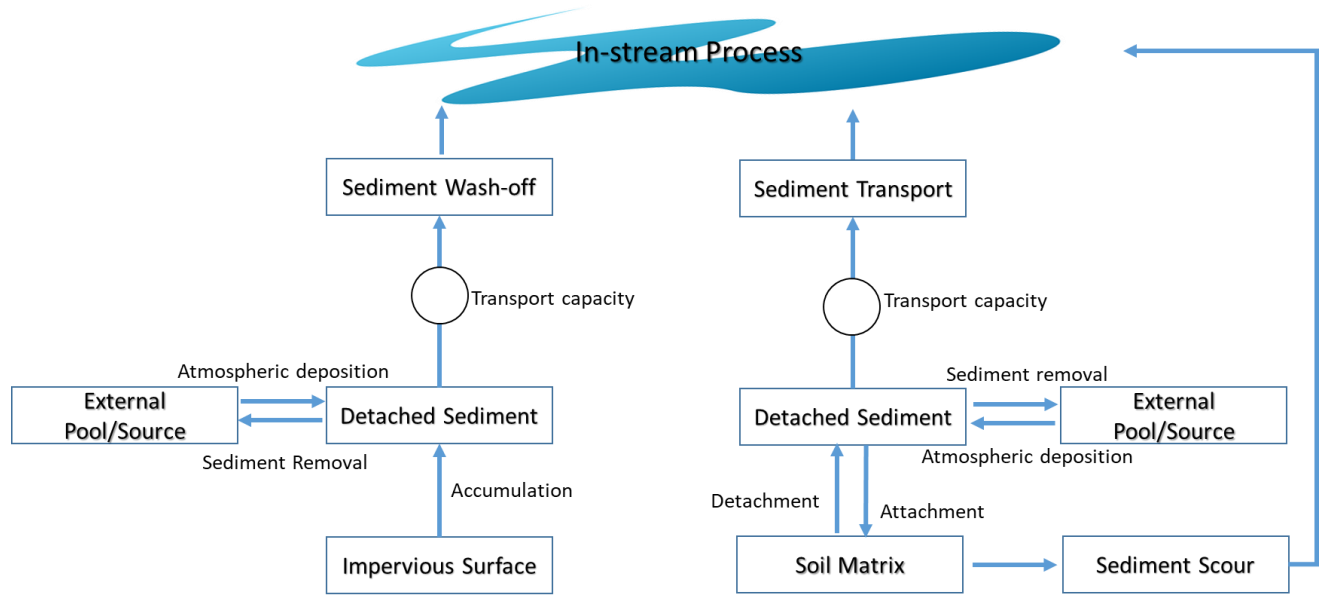 In-stream Process
Sediment Wash-off
Sediment Transport
Transport capacity
Transport capacity
Atmospheric deposition
Sediment removal
External
Pool/Source
Detached Sediment
Detached Sediment
External
Pool/Source
Sediment Removal
Atmospheric deposition
Accumulation
Detachment
Attachment
Impervious Surface
Soil Matrix
Sediment Scour